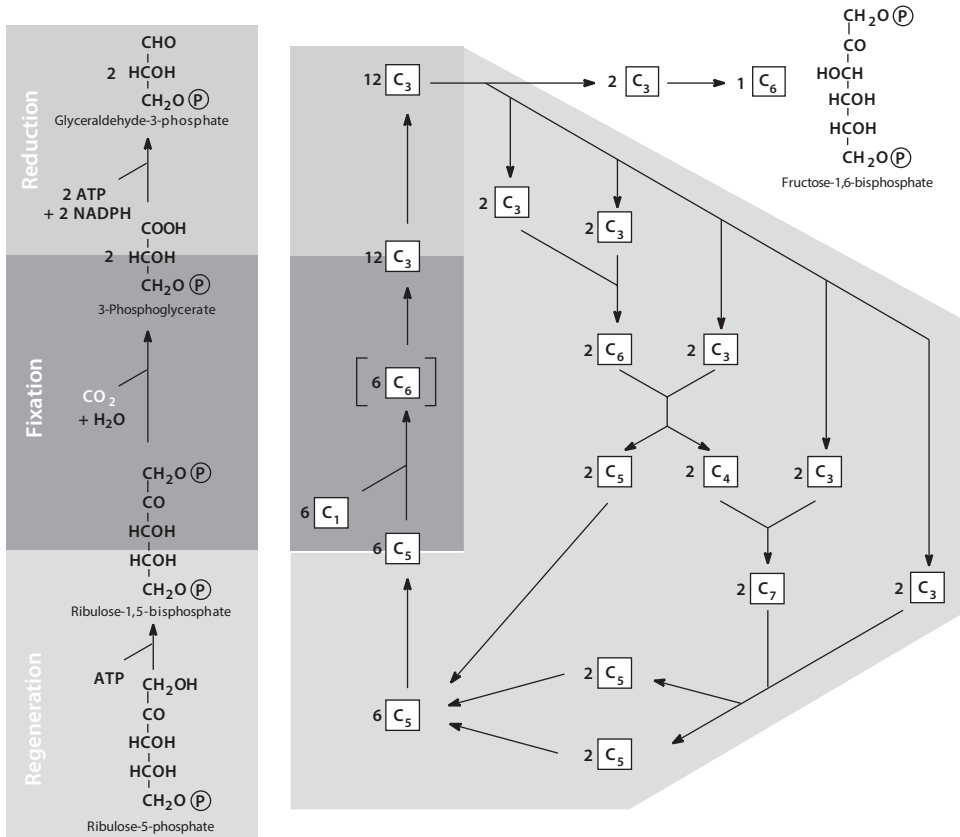 Reduction
CHO
2 HCOH
CH2O P
Glyceraldehyde-3-phosphate
2 ATP
+ 2 NADPH
COOH
2 HCOH
CH2O P
3-Phosphoglycerate
Fixation
CO2
+ H2O
CH2O P
CO
HCOH
HCOH
CH2O P
Ribulose-1,5-bisphosphate
Regeneration
ATP
CH2OH
CO
HCOH
HCOH
CH2O P
Ribulose-5-phosphate
12 C3
2 C3
1 C6
CH2O P
CO
HOCH
HCOH
HCOH
CH2O P
Fructose-1,6-bisphosphate
2 C3
2 C3
12 C3
2 C6
2 C3
6 C6
2 C5
2 C4
2 C3
6 C1
6 C5
2 C7
2 C3
2 C5
6 C5
2 C5